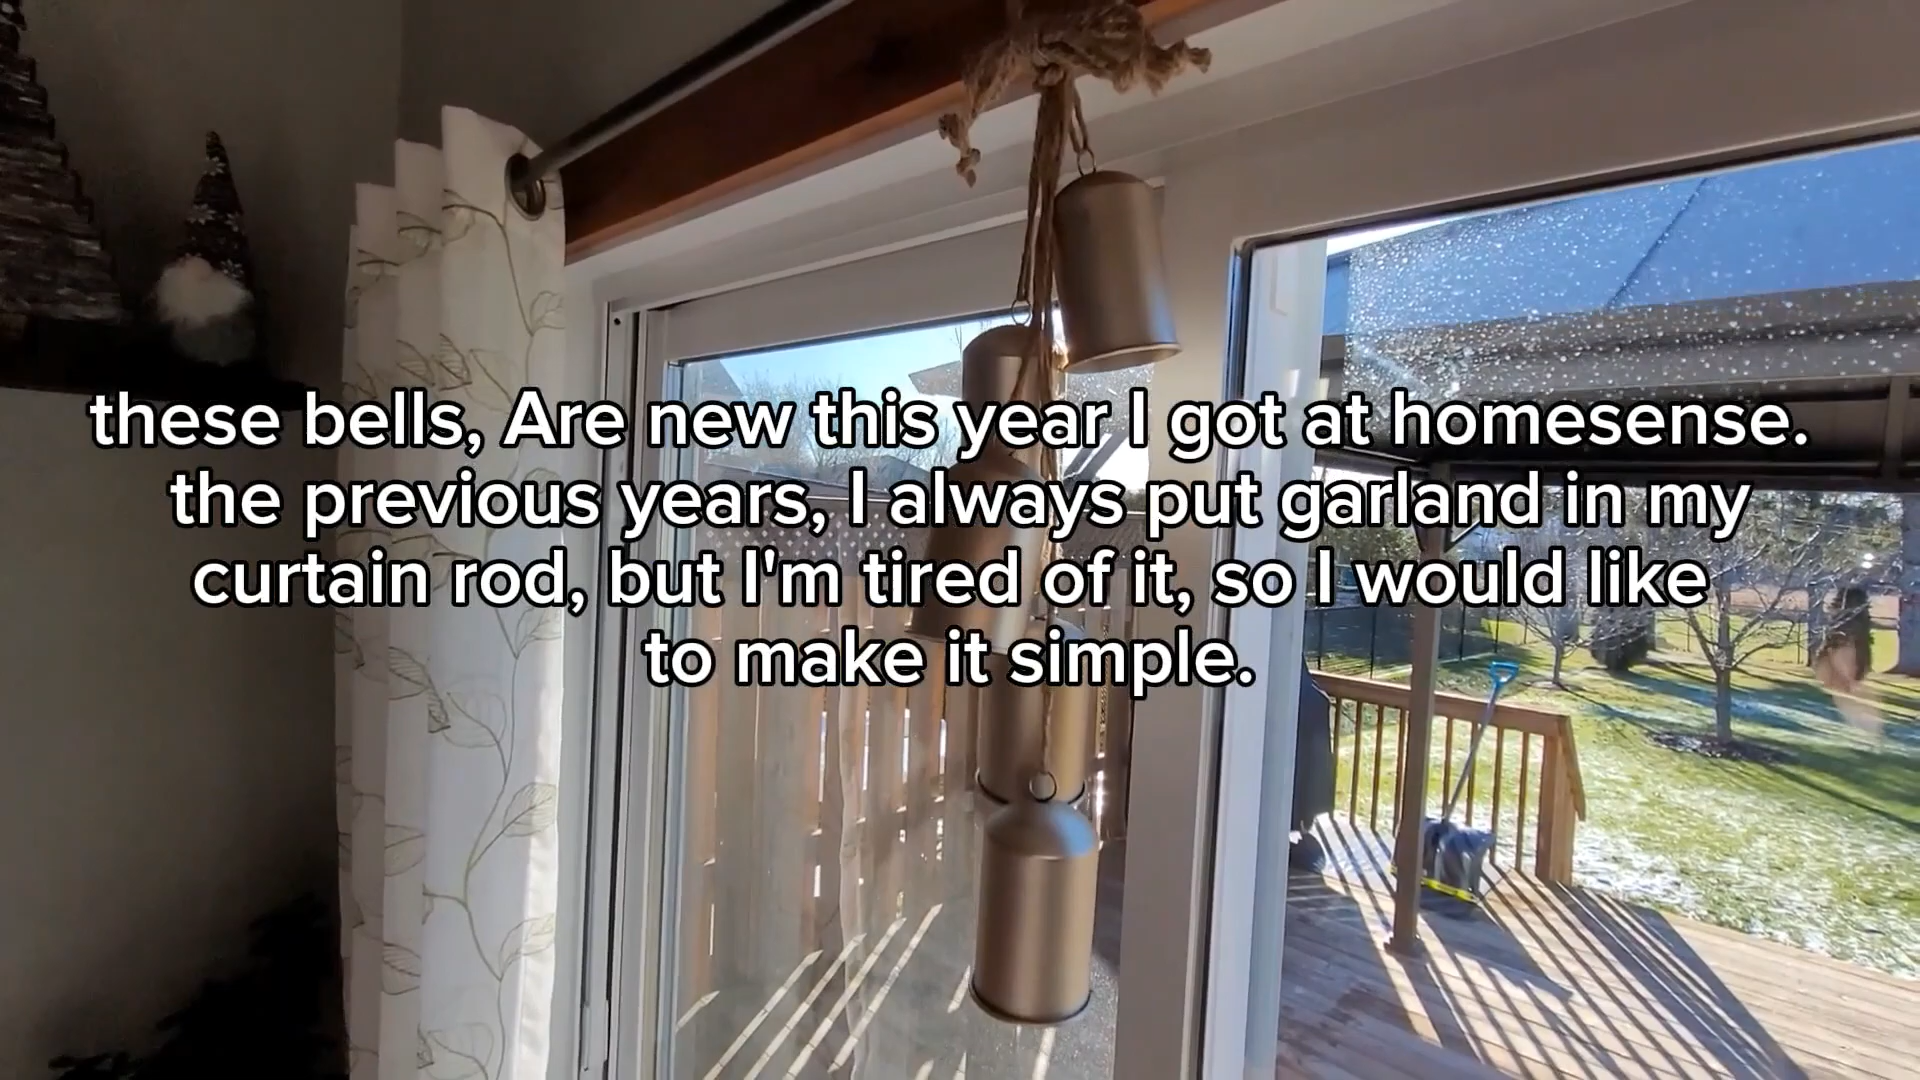 these bells, Are new this year I got at homesense.
the previous years, I always put garland in my
curtain rod, but I'm tired of it, so I would like
to make it simple.